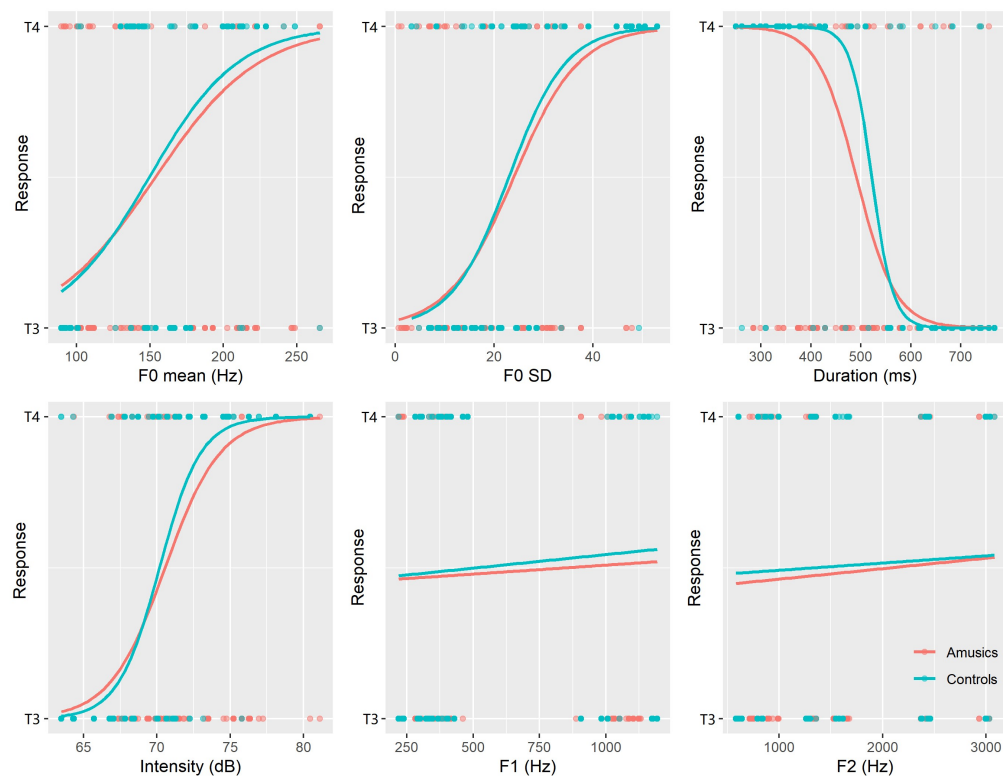 T4
Response
T3
100 150 200 250
F0 mean (Hz)
T4
Response
T3
0 20 40
F0 SD
T4
Response
T3
300 400 500 600 700
Duration (ms)
T4
Response
T3
65 70 75 80
Intensity (dB)
T4
Response
T3
250 500 750 1000
F1 (Hz)
T4
Response
Amusics
Controls
T3
1000 2000 3000
F2 (Hz)